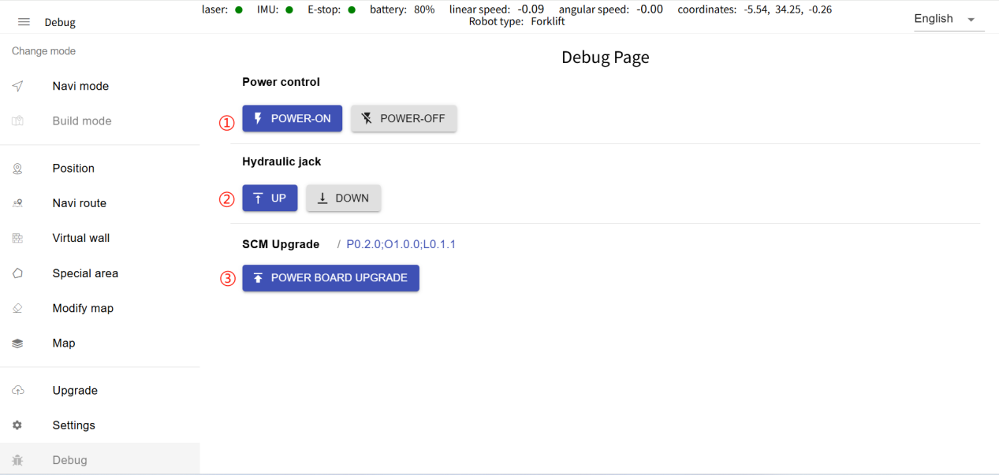 laser: IMU: E-stop: battery: 80% linear speed: -0.09 angular speed: -0.00 coordinates: -5.54, 34.25, -0.26
Robot type: Forklift
Debug
English
Change mode
Navi mode
Build mode
Position
Navi route
Virtual wall
Special area
Modify map
Map
Upgrade
Settings
Debug
Debug Page
Power control
① POWER-ON POWER-OFF
Hydraulic jack
② UP DOWN
SCM Upgrade / P0.2.0;O1.0.0;L0.1.1
③ POWER BOARD UPGRADE